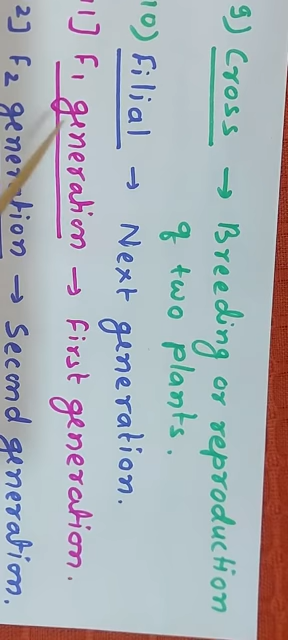 9) Cross → Breeding or reproduction
of two plants.
10) Filial → Next generation.
11) F1 generation → First generation.
2) F2 generation → Second generation.